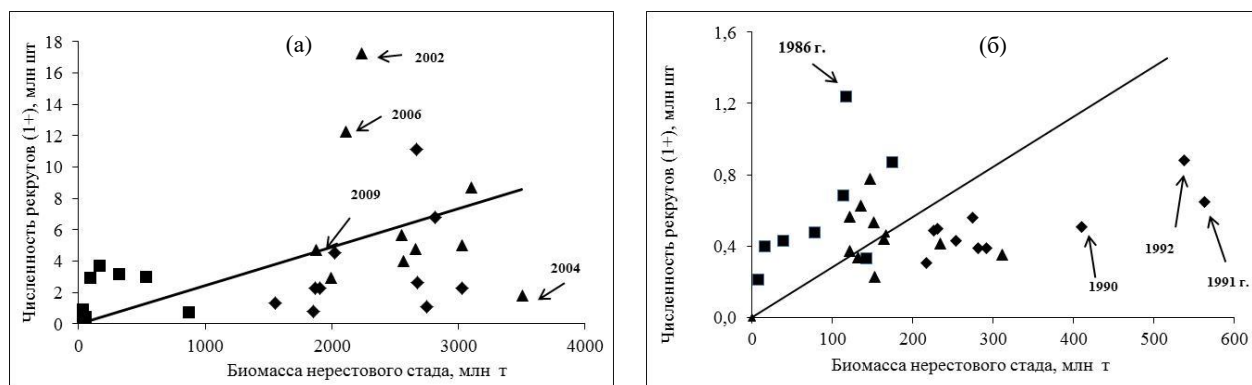 (а)
Численность рекрутов (1+), млн шт
18
16
14
12
10
8
6
4
2
0
2002
2006
2009
2004
0 1000 2000 3000 4000
Биомасса нерестового стада, млн т
(б)
Численность рекрутов (1+), млн шт
1,6
1,2
0,8
0,4
0,0
1986 г.
1992
1990
1991 г.
0 100 200 300 400 500 600
Биомасса нерестового стада, млн т